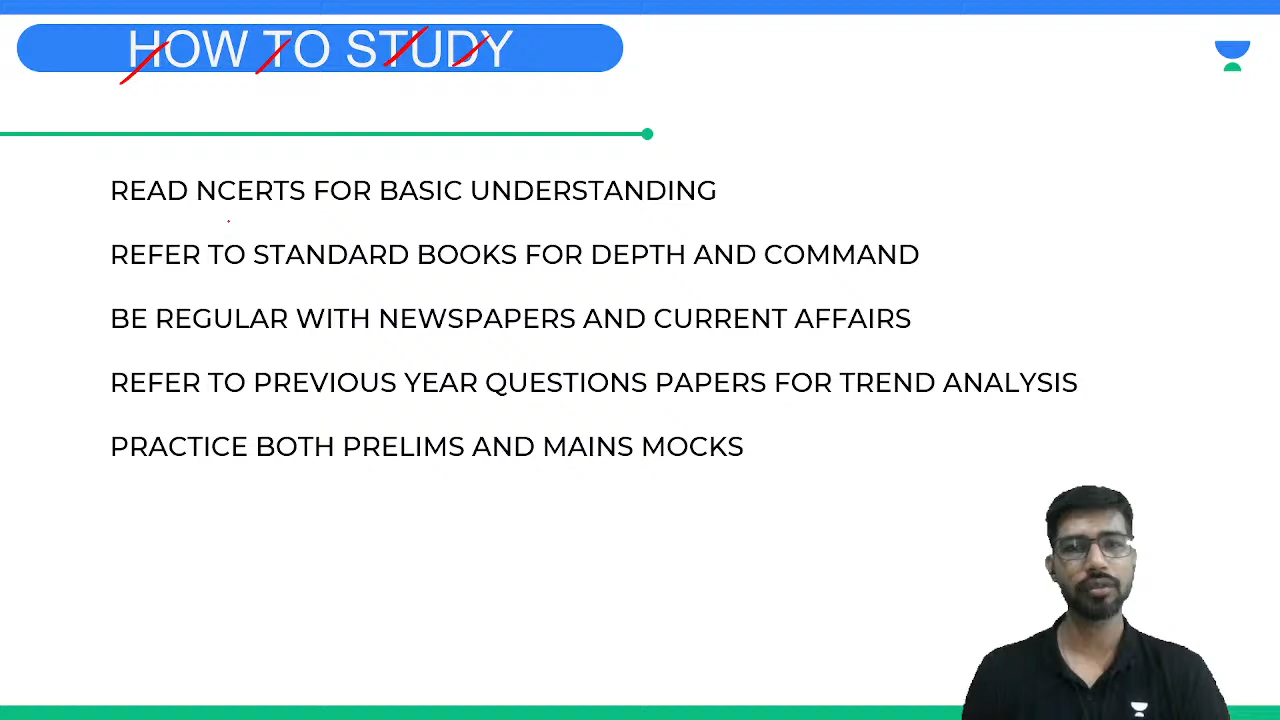 HOW TO STUDY
READ NCERTS FOR BASIC UNDERSTANDING
REFER TO STANDARD BOOKS FOR DEPTH AND COMMAND
BE REGULAR WITH NEWSPAPERS AND CURRENT AFFAIRS
REFER TO PREVIOUS YEAR QUESTIONS PAPERS FOR TREND ANALYSIS
PRACTICE BOTH PRELIMS AND MAINS MOCKS